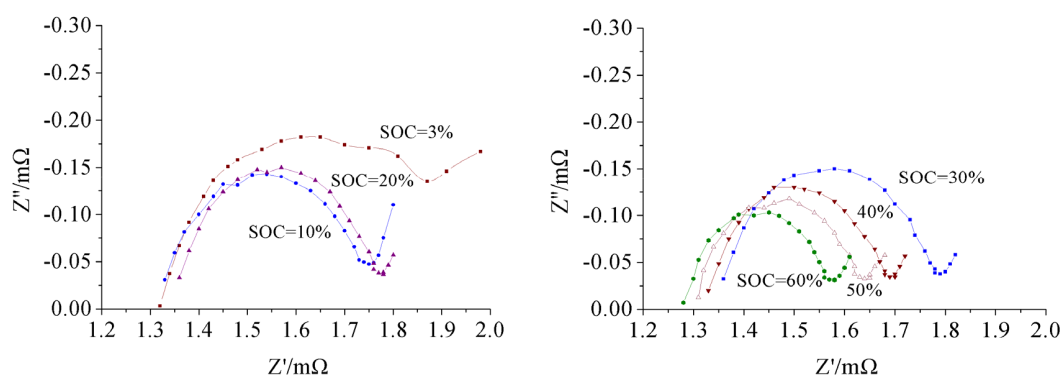 -0.30
-0.25
-0.20
-0.15
-0.10
-0.05
0.00
Z''/mΩ
SOC=3%
SOC=20%
SOC=10%
1.2 1.3 1.4 1.5 1.6 1.7 1.8 1.9 2.0
Z'/mΩ
-0.30
-0.25
-0.20
-0.15
-0.10
-0.05
0.00
Z''/mΩ
SOC=30%
40%
SOC=60%
50%
1.2 1.3 1.4 1.5 1.6 1.7 1.8 1.9 2.0
Z'/mΩ